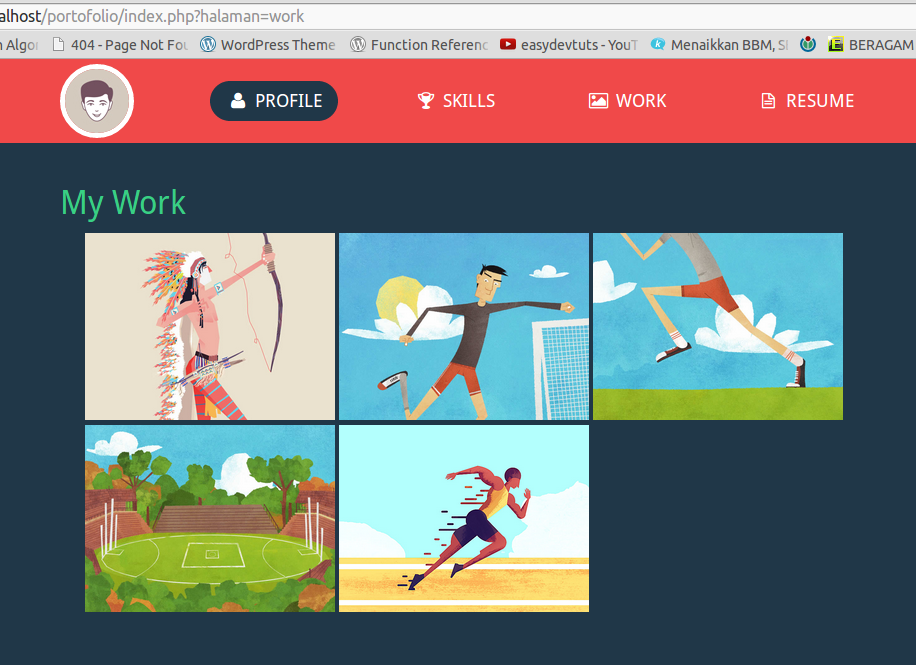 alhost/portofolio/index.php?halaman=work
Algo 404 - Page Not Fou WordPress Theme Function Referenc easydevtuts - YouT Menaikkan BBM, S BERAGAM
PROFILE SKILLS WORK RESUME
My Work